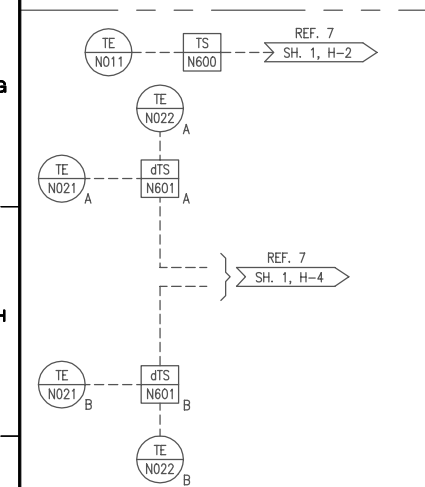 REF. 7
TE
N011
TS
N600
SH. 1, H-2
TE
N022
A
TE
N021
A
dTS
N601
A
REF. 7
SH. 1, H-4
TE
N021
B
dTS
N601
B
TE
N022
B